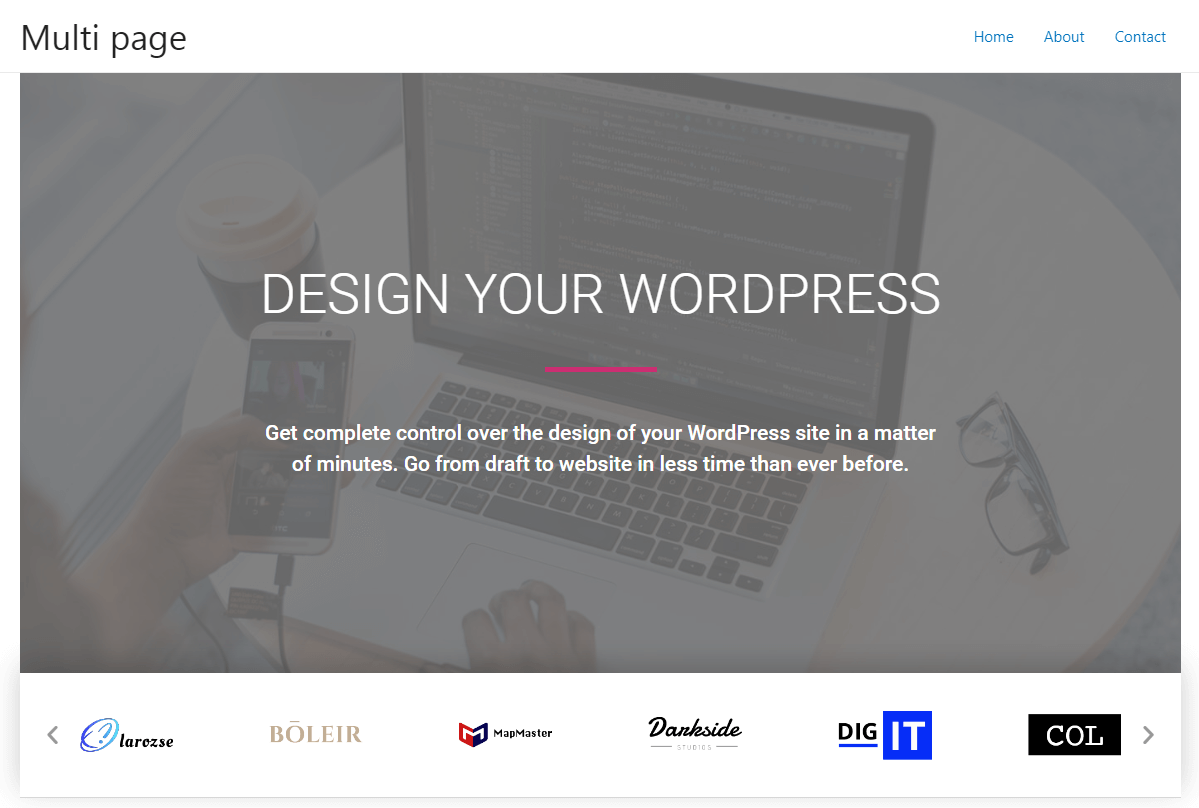 Multi page
Home About Contact
DESIGN YOUR WORDPRESS
Get complete control over the design of your WordPress site in a matter
of minutes. Go from draft to website in less time than ever before.
larozse
BŌLEIR
MapMaster
Darkside
STUDIOS
DIG IT
COL